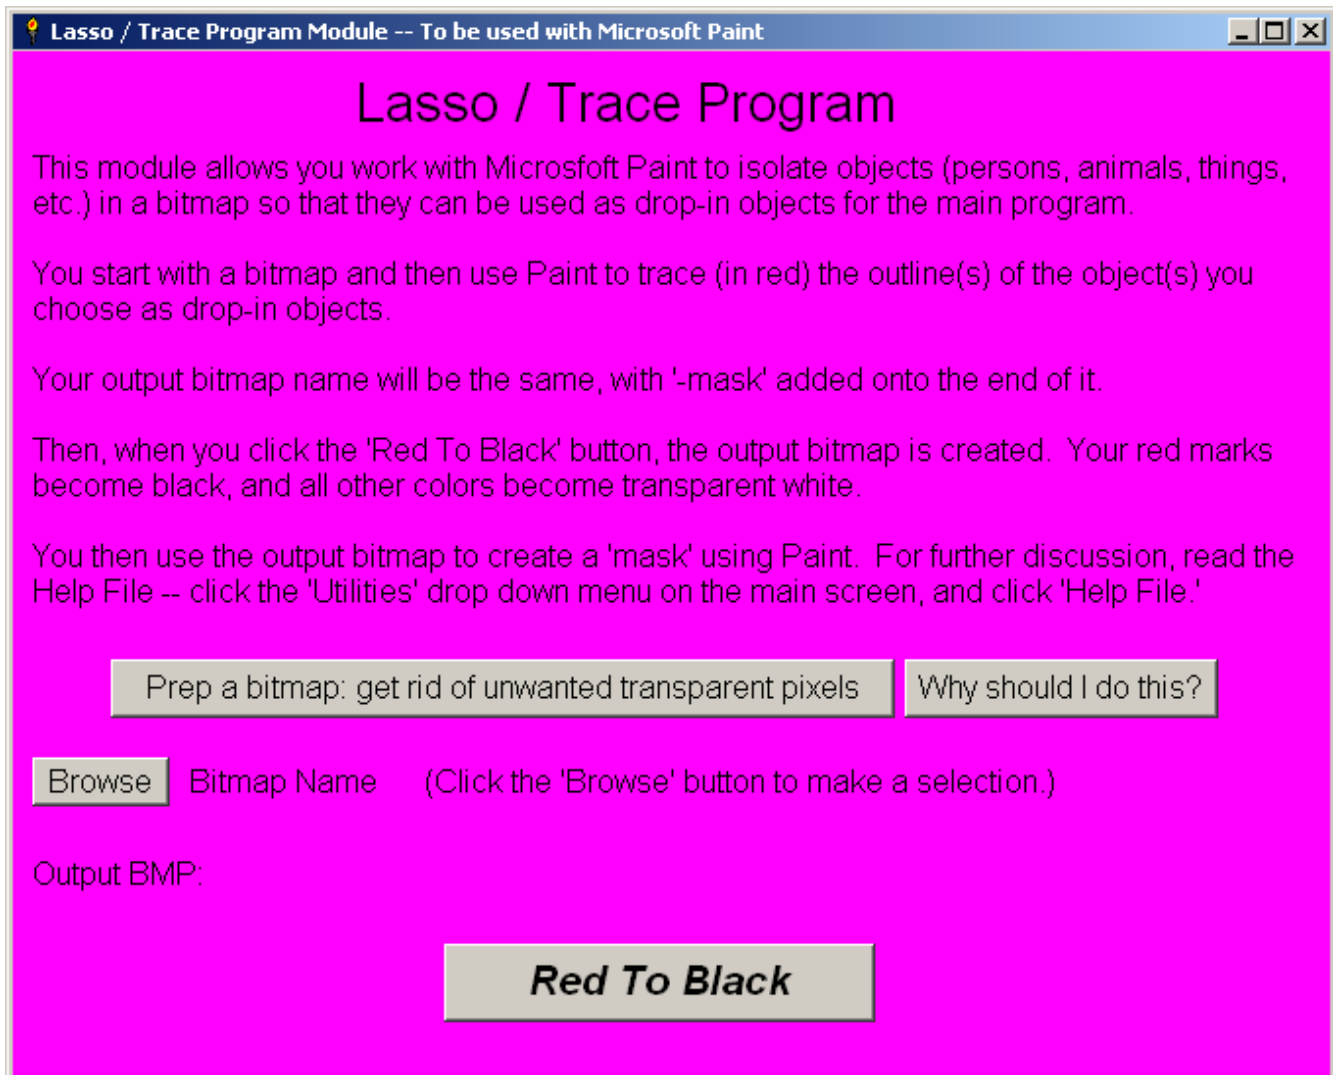 Lasso / Trace Program Module -- To be used with Microsoft Paint
Lasso / Trace Program
This module allows you work with Microsfoft Paint to isolate objects (persons, animals, things,
etc.) in a bitmap so that they can be used as drop-in objects for the main program.
You start with a bitmap and then use Paint to trace (in red) the outline(s) of the object(s) you
choose as drop-in objects.
Your output bitmap name will be the same, with '-mask' added onto the end of it.
Then, when you click the 'Red To Black' button, the output bitmap is created.  Your red marks
become black, and all other colors become transparent white.
You then use the output bitmap to create a 'mask' using Paint.  For further discussion, read the
Help File -- click the 'Utilities' drop down menu on the main screen, and click 'Help File.'
Prep a bitmap: get rid of unwanted transparent pixels Why should I do this?
Browse Bitmap Name (Click the 'Browse' button to make a selection.)
Output BMP:
Red To Black